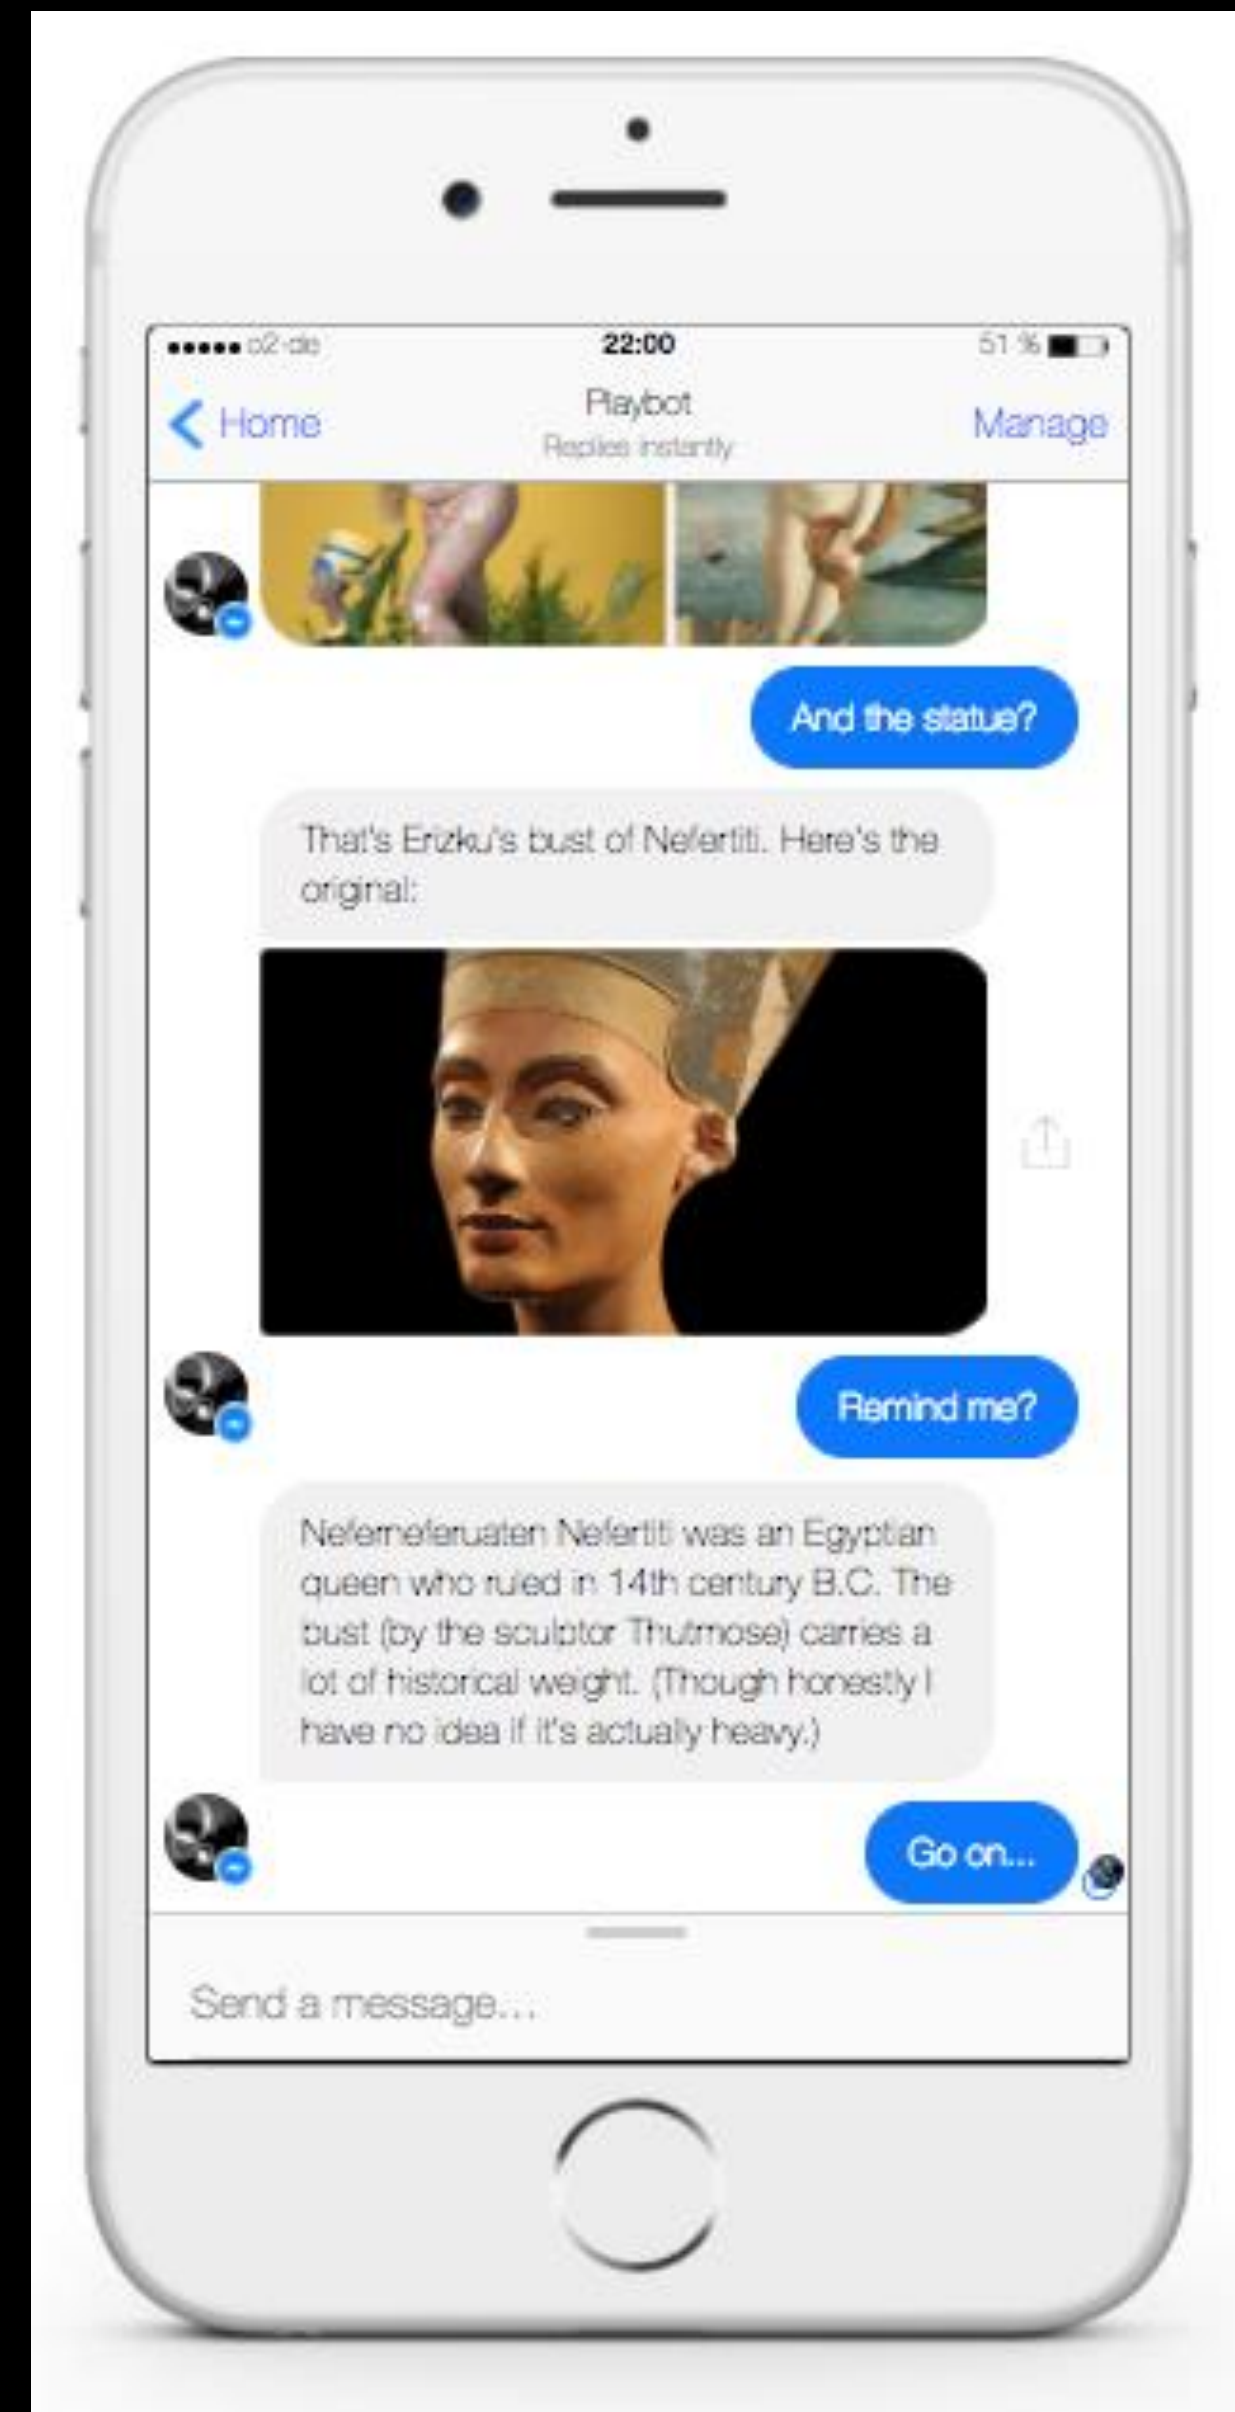 o2-de 22:00 51 %
Home Playbot Manage
Replies instantly
And the statue?
That's Erizku's bust of Nefertiti. Here's the
original:
Remind me?
Neferneferuaten Nefertiti was an Egyptian
queen who ruled in 14th century B.C. The
bust (by the sculptor Thutmose) carries a
lot of historical weight. (Though honestly I
have no idea if it's actually heavy.)
Go on...
Send a message...